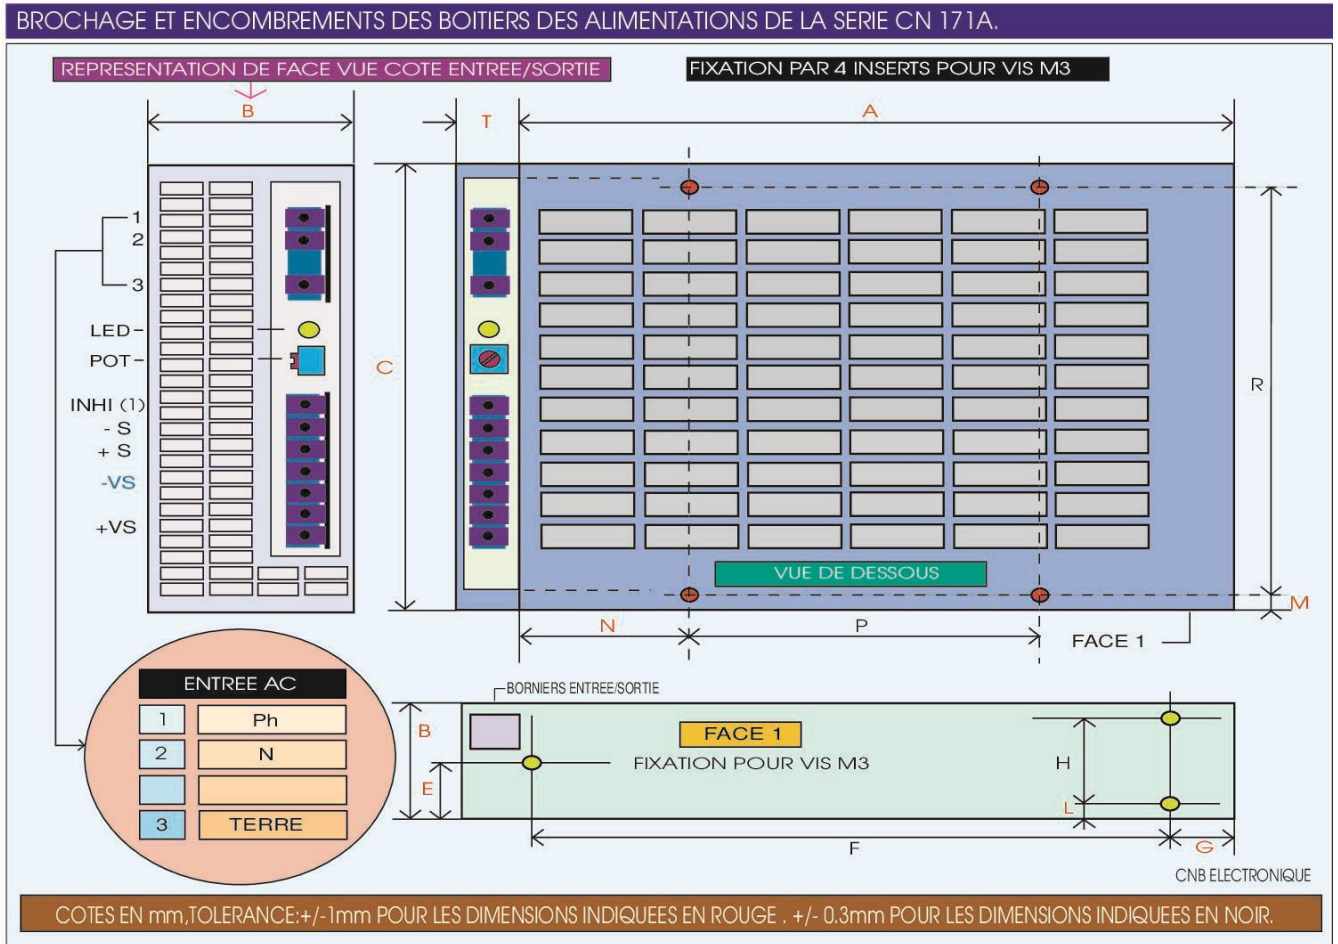 BROCHAGE ET ENCOMBREMENTS DES BOITIERS DES ALIMENTATIONS DE LA SERIE CN 171A.
REPRESENTATION DE FACE VUE COTE ENTREE/SORTIE
FIXATION PAR 4 INSERTS POUR VIS M3
B
T
A
1
2
3
LED
POT
INHI (1)
- S
+ S
-VS
+VS
C
R
VUE DE DESSOUS
N
P
M
FACE 1
ENTREE AC
1 Ph
2 N
3 TERRE
BORNIERS ENTREE/SORTIE
B
E
FACE 1
FIXATION POUR VIS M3
H
L
F
G
CNB ELECTRONIQUE
COTES EN mm,TOLERANCE:+/-1mm POUR LES DIMENSIONS INDIQUEES EN ROUGE . +/- 0.3mm POUR LES DIMENSIONS INDIQUEES EN NOIR.